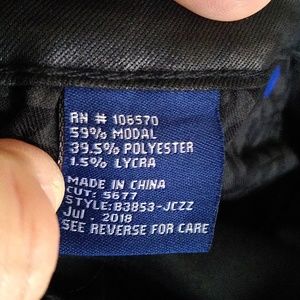 RN # 106570
59% MODAL
39.5% POLYESTER
1.5% LYCRA
MADE IN CHINA
CUT: 5677
STYLE: B3853-JCZZ
Jul . 2018
SEE REVERSE FOR CARE